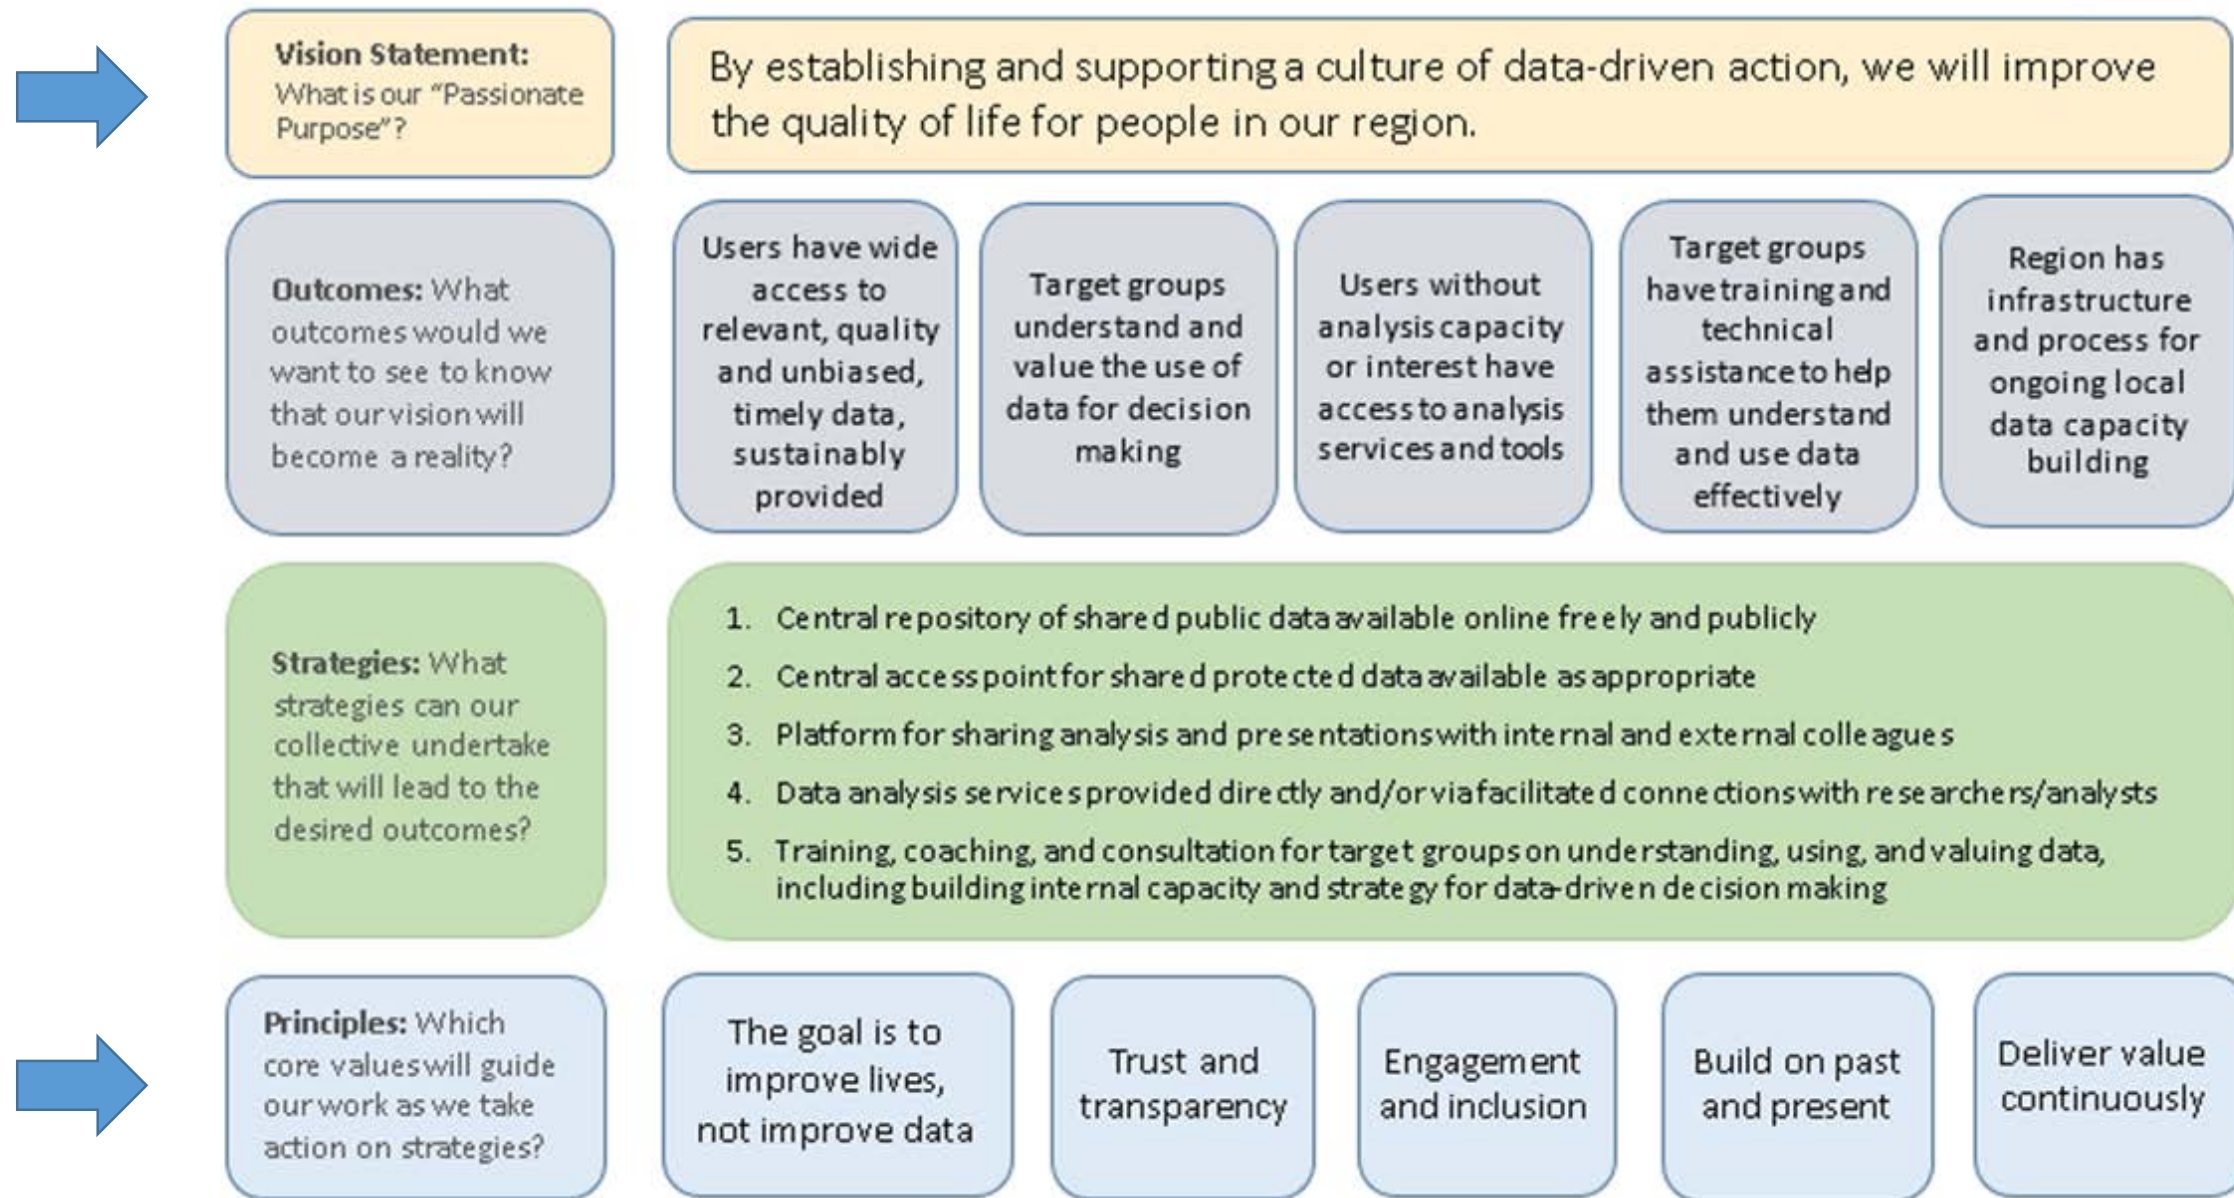 Vision Statement:
What is our “Passionate
Purpose”?
By establishing and supporting a culture of data-driven action, we will improve
the quality of life for people in our region.
Outcomes: What
outcomes would we
want to see to know
that our vision will
become a reality?
Users have wide
access to
relevant, quality
and unbiased,
timely data,
sustainably
provided
Target groups
understand and
value the use of
data for decision
making
Users without
analysis capacity
or interest have
access to analysis
services and tools
Target groups
have training and
technical
assistance to help
them understand
and use data
effectively
Region has
infrastructure
and process for
ongoing local
data capacity
building
Strategies: What
strategies can our
collective undertake
that will lead to the
desired outcomes?
1. Central repository of shared public data available online freely and publicly
2. Central access point for shared protected data available as appropriate
3. Platform for sharing analysis and presentations with internal and external colleagues
4. Data analysis services provided directly and/or via facilitated connections with researchers/analysts
5. Training, coaching, and consultation for target groups on understanding, using, and valuing data,
including building internal capacity and strategy for data-driven decision making
Principles: Which
core values will guide
our work as we take
action on strategies?
The goal is to
improve lives,
not improve data
Trust and
transparency
Engagement
and inclusion
Build on past
and present
Deliver value
continuously